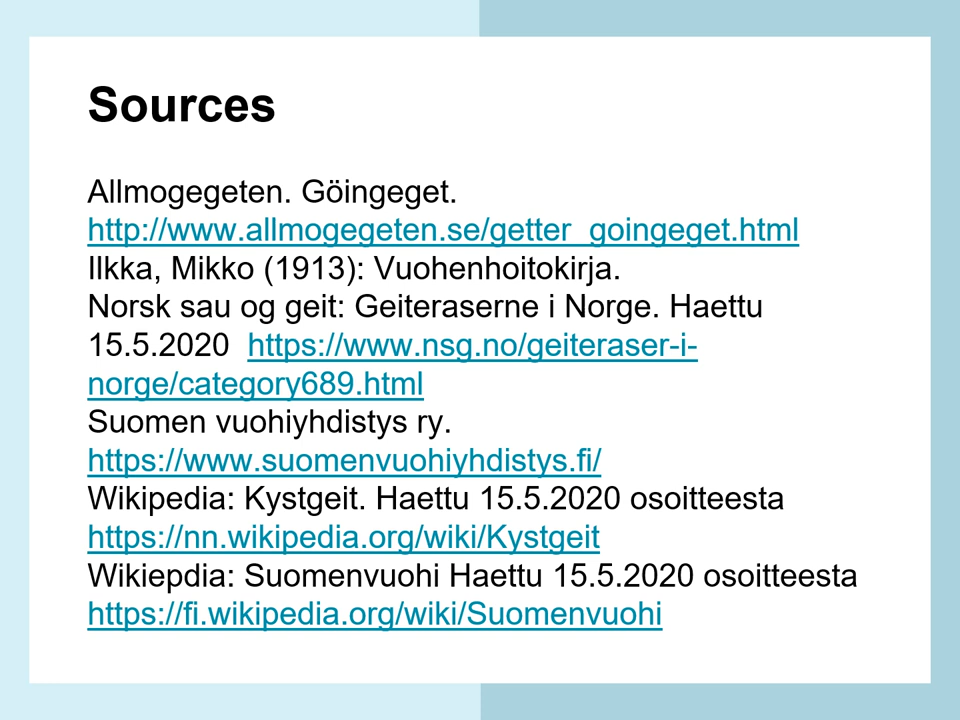 Sources
Allmogegeten. Göingeget.
http://www.allmogegeten.se/getter_goingeget.html
Ilkka, Mikko (1913): Vuohenhoitokirja.
Norsk sau og geit: Geiteraserne i Norge. Haettu
15.5.2020  https://www.nsg.no/geiteraser-i-
norge/category689.html
Suomen vuohiyhdistys ry.
https://www.suomenvuohiyhdistys.fi/
Wikipedia: Kystgeit. Haettu 15.5.2020 osoitteesta
https://nn.wikipedia.org/wiki/Kystgeit
Wikiepdia: Suomenvuohi Haettu 15.5.2020 osoitteesta
https://fi.wikipedia.org/wiki/Suomenvuohi